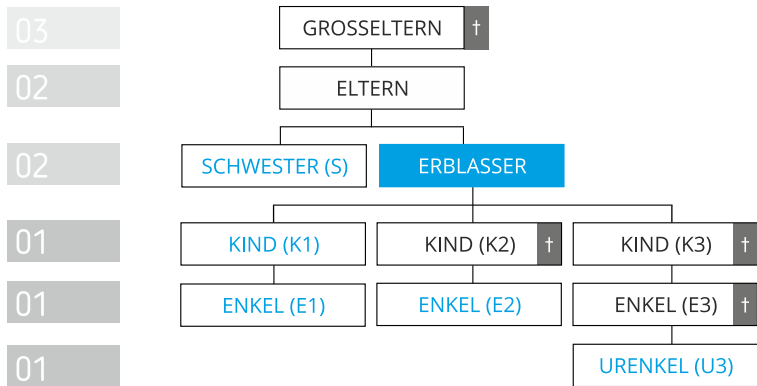 03 GROSSELTERN †
02 ELTERN
02 SCHWESTER (S) ERBLASSER
01 KIND (K1) KIND (K2) † KIND (K3) †
01 ENKEL (E1) ENKEL (E2) ENKEL (E3) †
01 URENKEL (U3)